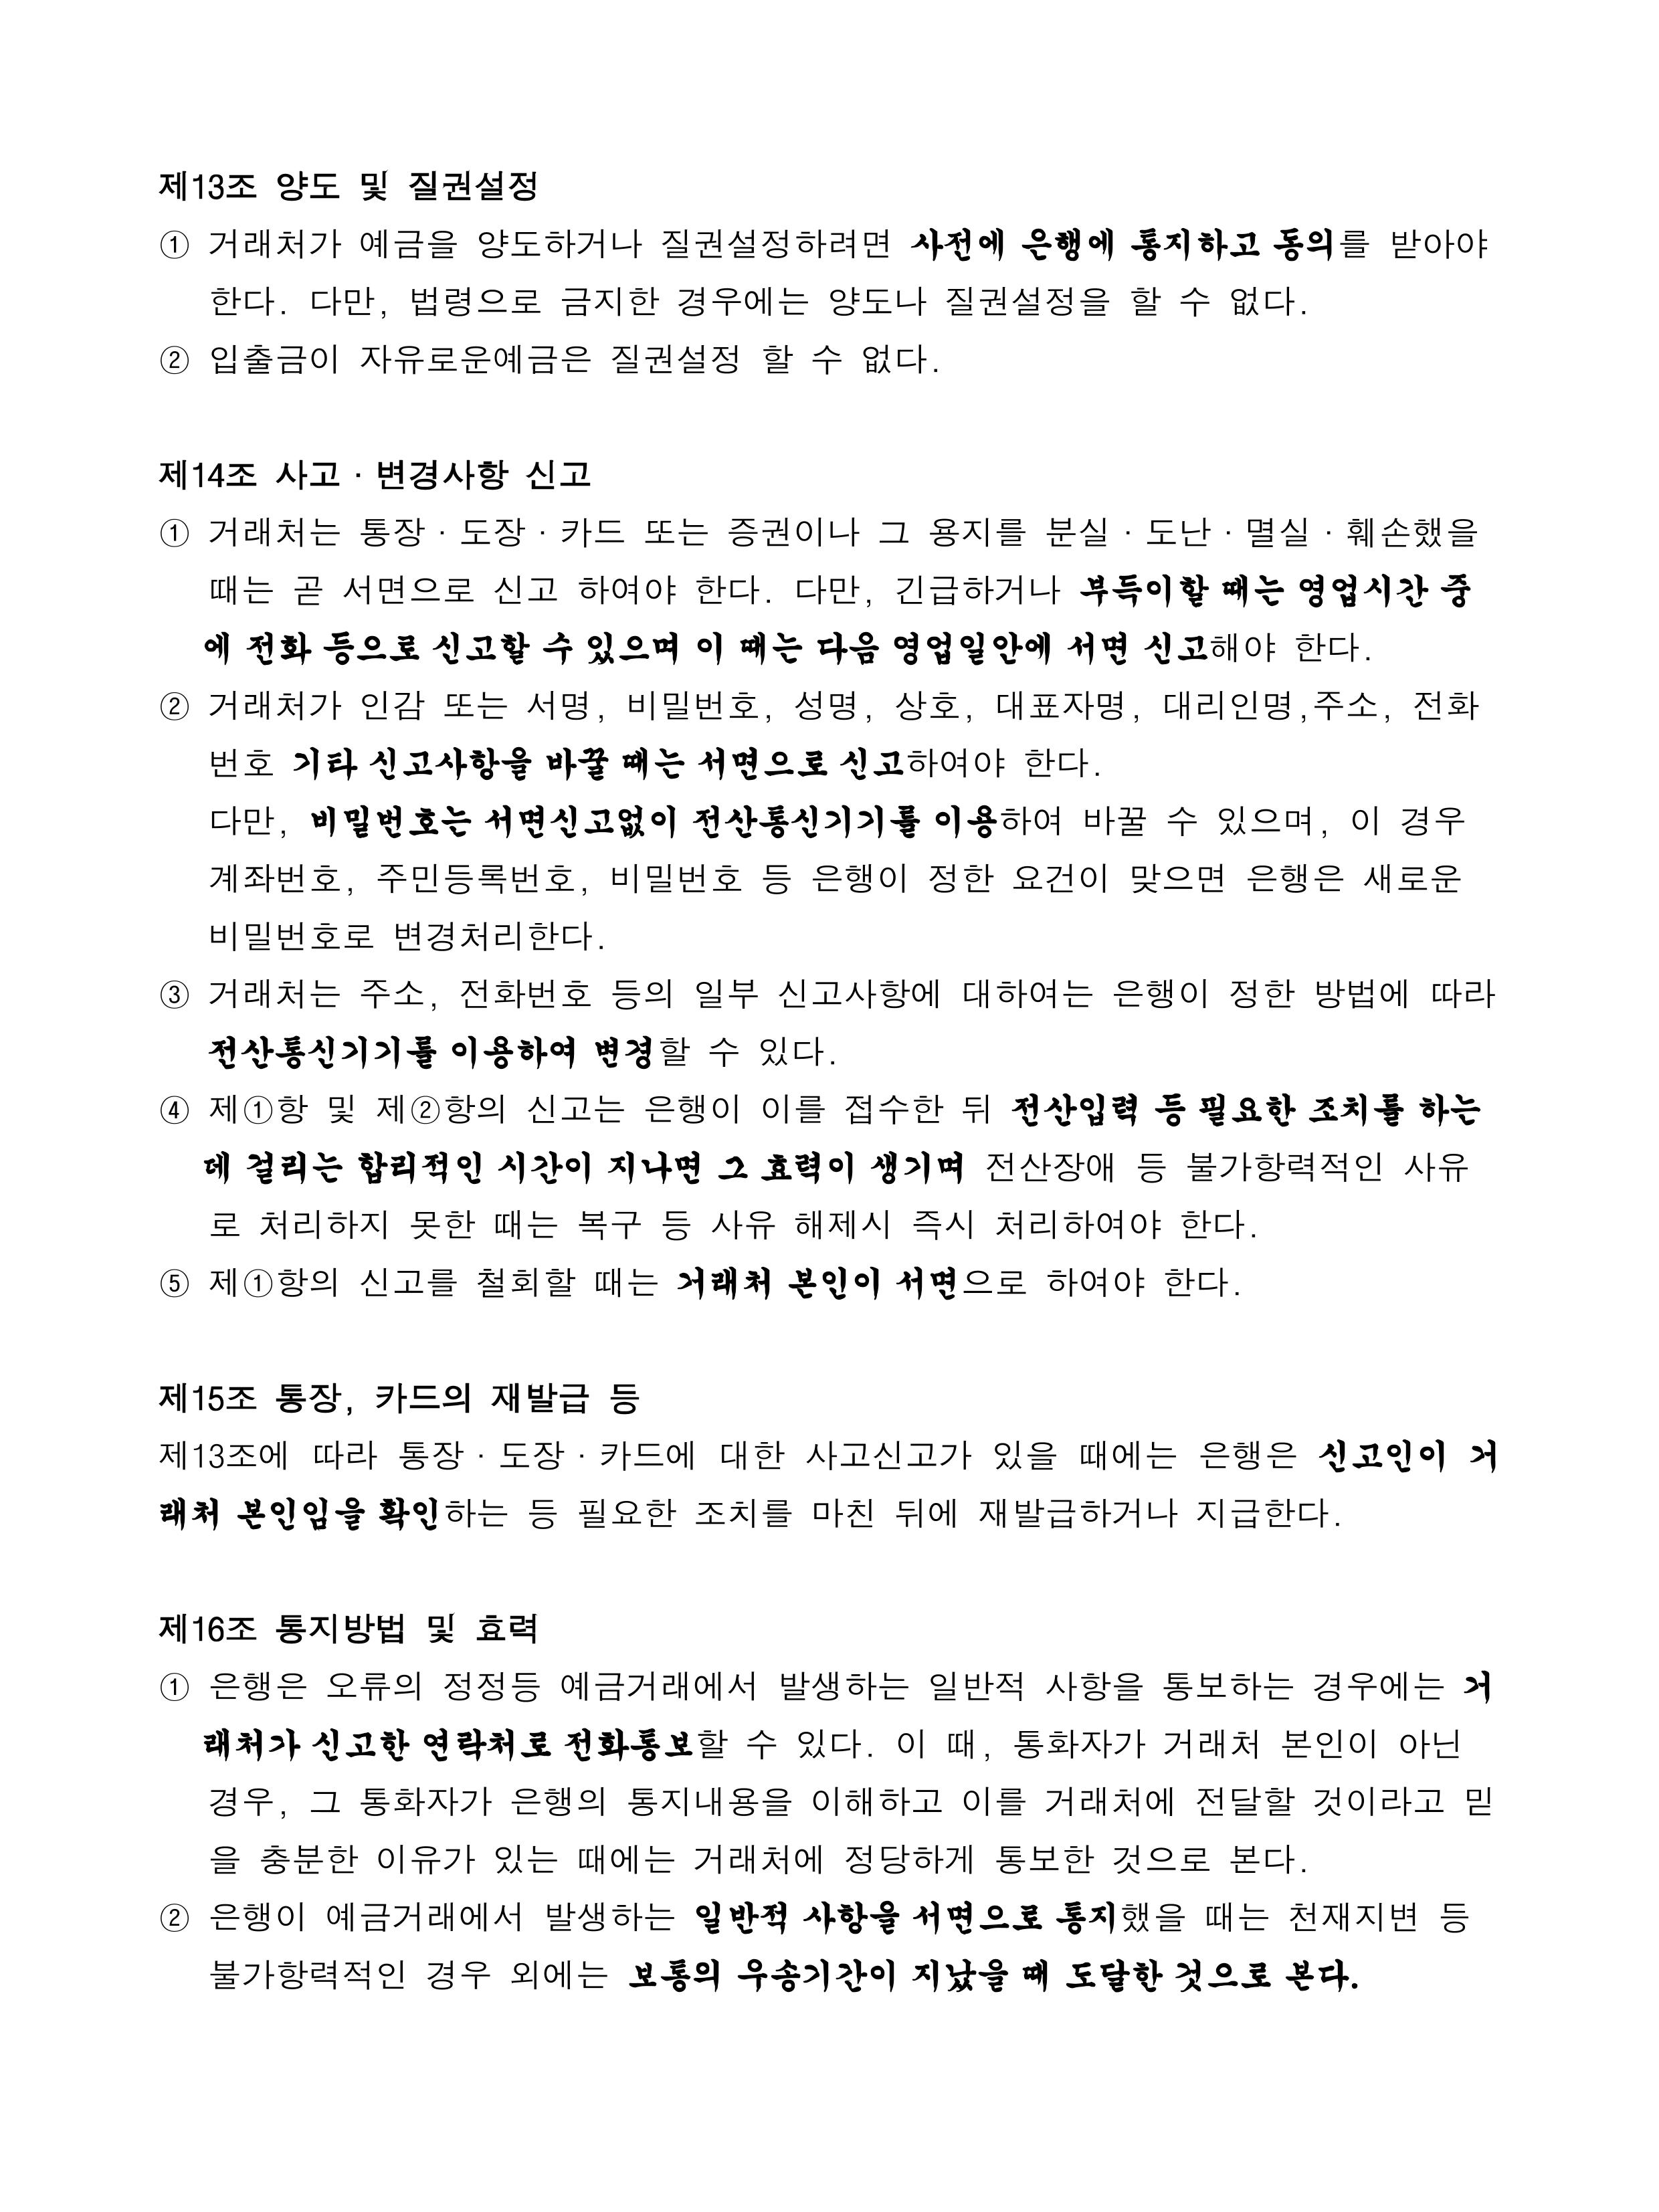 제13조 양도 및 질권설정
① 거래처가 예금을 양도하거나 질권설정하려면 사전에 은행에 통지하고 동의를 받아야
한다. 다만, 법령으로 금지한 경우에는 양도나 질권설정을 할 수 없다.
② 입출금이 자유로운예금은 질권설정 할 수 없다.
제14조 사고·변경사항 신고
① 거래처는 통장·도장·카드 또는 증권이나 그 용지를 분실·도난·멸실·훼손했을
때는 곧 서면으로 신고 하여야 한다. 다만, 긴급하거나 부득이할 때는 영업시간 중
에 전화 등으로 신고할 수 있으며 이 때는 다음 영업일안에 서면 신고해야 한다.
② 거래처가 인감 또는 서명, 비밀번호, 성명, 상호, 대표자명, 대리인명,주소, 전화
번호 기타 신고사항을 바꿀 때는 서면으로 신고하여야 한다.
다만, 비밀번호는 서면신고없이 전산통신기기를 이용하여 바꿀 수 있으며, 이 경우
계좌번호, 주민등록번호, 비밀번호 등 은행이 정한 요건이 맞으면 은행은 새로운
비밀번호로 변경처리한다.
③ 거래처는 주소, 전화번호 등의 일부 신고사항에 대하여는 은행이 정한 방법에 따라
전산통신기기를 이용하여 변경할 수 있다.
④ 제①항 및 제②항의 신고는 은행이 이를 접수한 뒤 전산입력 등 필요한 조치를 하는
데 걸리는 합리적인 시간이 지나면 그 효력이 생기며 전산장애 등 불가항력적인 사유
로 처리하지 못한 때는 복구 등 사유 해제시 즉시 처리하여야 한다.
⑤ 제①항의 신고를 철회할 때는 거래처 본인이 서면으로 하여야 한다.
제15조 통장, 카드의 재발급 등
제13조에 따라 통장·도장·카드에 대한 사고신고가 있을 때에는 은행은 신고인이 거
래처 본인임을 확인하는 등 필요한 조치를 마친 뒤에 재발급하거나 지급한다.
제16조 통지방법 및 효력
① 은행은 오류의 정정등 예금거래에서 발생하는 일반적 사항을 통보하는 경우에는 거
래처가 신고한 연락처로 전화통보할 수 있다. 이 때, 통화자가 거래처 본인이 아닌
경우, 그 통화자가 은행의 통지내용을 이해하고 이를 거래처에 전달할 것이라고 믿
을 충분한 이유가 있는 때에는 거래처에 정당하게 통보한 것으로 본다.
② 은행이 예금거래에서 발생하는 일반적 사항을 서면으로 통지했을 때는 천재지변 등
불가항력적인 경우 외에는 보통의 우송기간이 지났을 때 도달한 것으로 본다.